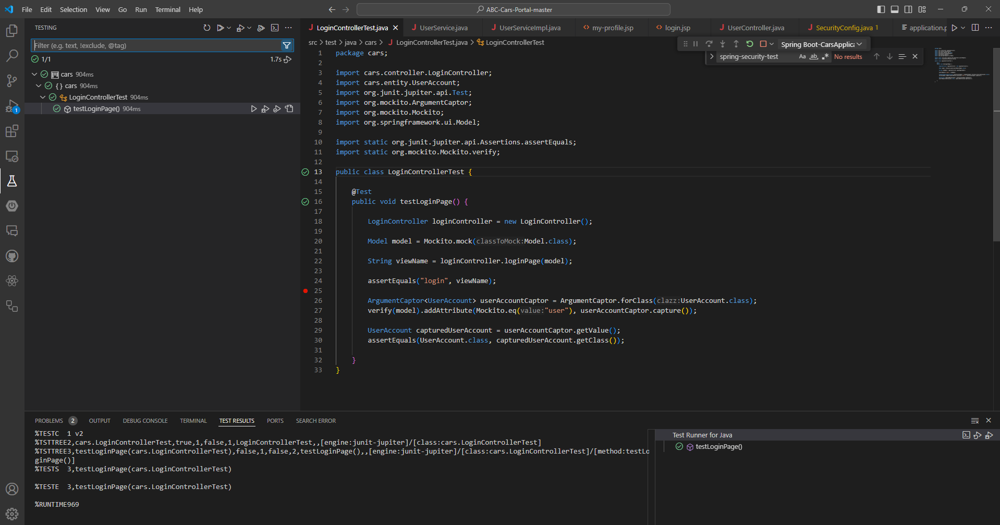 File Edit Selection View Go Run Terminal Help
ABC-Cars-Portal-master
TESTING
Filter (e.g. text, !exclude, @tag)
1/1
1.7s
cars 904ms
{ } cars 904ms
LoginControllerTest 904ms
testLoginPage() 904ms
1
LoginControllerTest.java
UserService.java
UserServiceImpl.java
my-profile.jsp
login.jsp
UserController.java
SecurityConfig.java 1
application.p
src > test > java > cars > LoginControllerTest.java > LoginControllerTest
Spring Boot-CarsApplica
spring-security-test
Aa ab .* No results
1 package cars;
2
3 import cars.controller.LoginController;
4 import cars.entity.UserAccount;
5 import org.junit.jupiter.api.Test;
6 import org.mockito.ArgumentCaptor;
7 import org.mockito.Mockito;
8 import org.springframework.ui.Model;
9
10 import static org.junit.jupiter.api.Assertions.assertEquals;
11 import static org.mockito.Mockito.verify;
12
13 public class LoginControllerTest {
14
15 @Test
16 public void testLoginPage() {
17
18 LoginController loginController = new LoginController();
19
20 Model model = Mockito.mock(classToMock:Model.class);
21
22 String viewName = loginController.loginPage(model);
23
24 assertEquals("login", viewName);
25
26 ArgumentCaptor<UserAccount> userAccountCaptor = ArgumentCaptor.forClass(clazz:UserAccount.class);
27 verify(model).addAttribute(Mockito.eq(value:"user"), userAccountCaptor.capture());
28
29 UserAccount capturedUserAccount = userAccountCaptor.getValue();
30 assertEquals(UserAccount.class, capturedUserAccount.getClass());
31
32 }
33 }
PROBLEMS 2 OUTPUT DEBUG CONSOLE TERMINAL TEST RESULTS PORTS SEARCH ERROR
%TESTC 1 v2
%TSTTREE2,cars.LoginControllerTest,true,1,false,1,LoginControllerTest,,[engine:junit-jupiter]/[class:cars.LoginControllerTest]
%TSTTREE3,testLoginPage(cars.LoginControllerTest),false,1,false,2,testLoginPage(),,[engine:junit-jupiter]/[class:cars.LoginControllerTest]/[method:testLo
ginPage()]
%TESTS 3,testLoginPage(cars.LoginControllerTest)
%TESTE 3,testLoginPage(cars.LoginControllerTest)
%RUNTIME969
Test Runner for Java
testLoginPage()